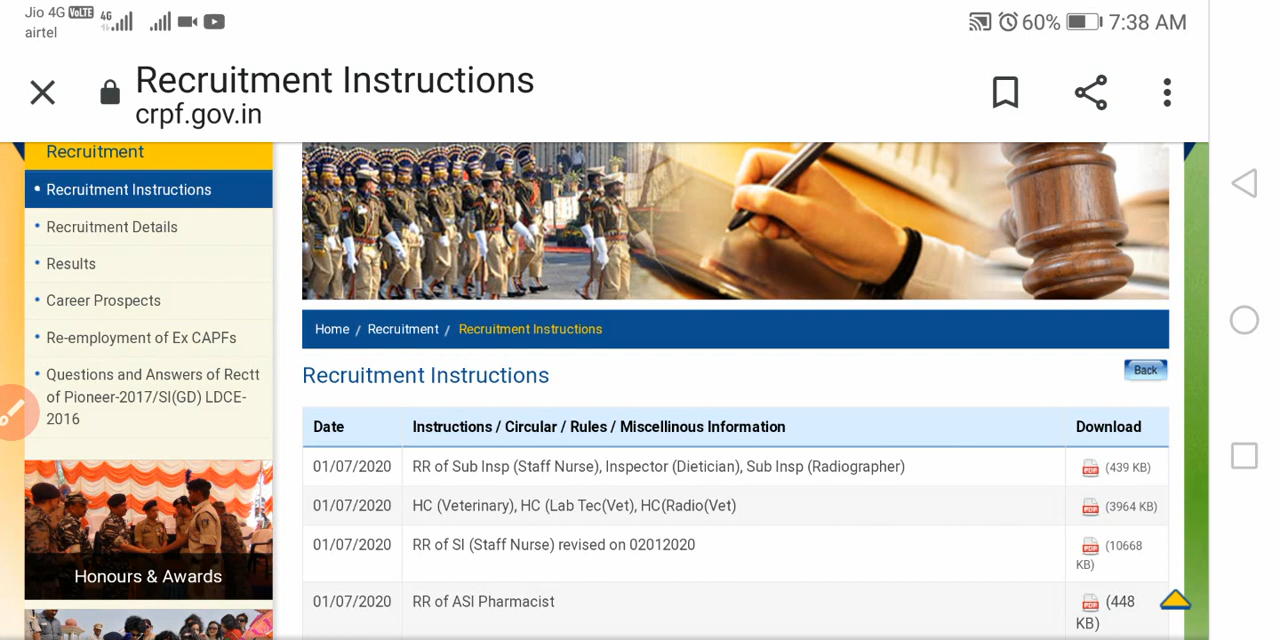 Jio 4G VoLTE 4G
airtel
60% 7:38 AM
Recruitment Instructions
crpf.gov.in
Recruitment
• Recruitment Instructions
• Recruitment Details
• Results
• Career Prospects
• Re-employment of Ex CAPFs
• Questions and Answers of Rectt
of Pioneer-2017/SI(GD) LDCE-
2016
Honours & Awards
Home / Recruitment / Recruitment Instructions
Recruitment Instructions
Back
Date Instructions / Circular / Rules / Miscellinous Information Download
01/07/2020 RR of Sub Insp (Staff Nurse), Inspector (Dietician), Sub Insp (Radiographer) PDF (439 KB)
01/07/2020 HC (Veterinary), HC (Lab Tec(Vet), HC(Radio(Vet) PDF (3964 KB)
01/07/2020 RR of SI (Staff Nurse) revised on 02012020 PDF (10668
KB)
01/07/2020 RR of ASI Pharmacist PDF (448
KB)